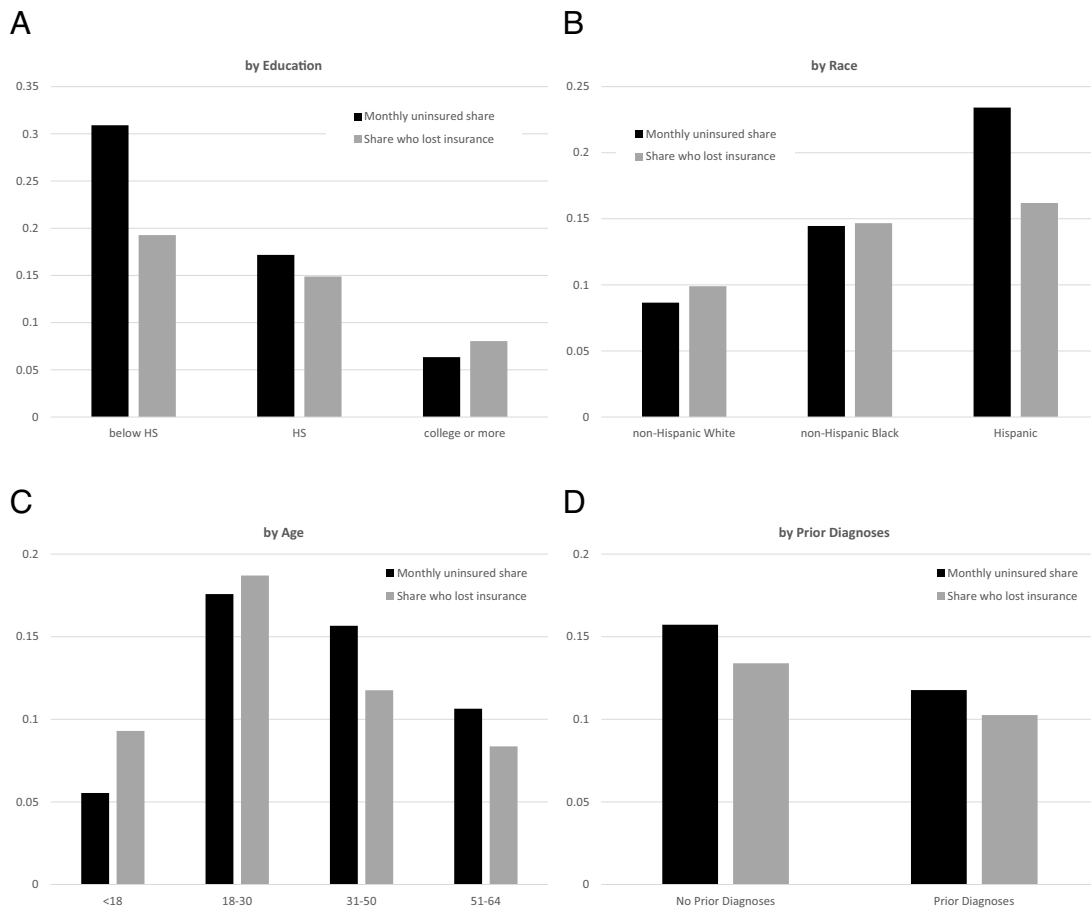 A
by Education
0.35
0.3
0.25
0.2
0.15
0.1
0.05
0
Monthly uninsured share
Share who lost insurance
below HS
HS
college or more
B
by Race
0.25
0.2
0.15
0.1
0.05
0
Monthly uninsured share
Share who lost insurance
non-Hispanic White
non-Hispanic Black
Hispanic
C
by Age
0.2
0.15
0.1
0.05
0
Monthly uninsured share
Share who lost insurance
<18
18-30
31-50
51-64
D
by Prior Diagnoses
0.2
0.15
0.1
0.05
0
Monthly uninsured share
Share who lost insurance
No Prior Diagnoses
Prior Diagnoses